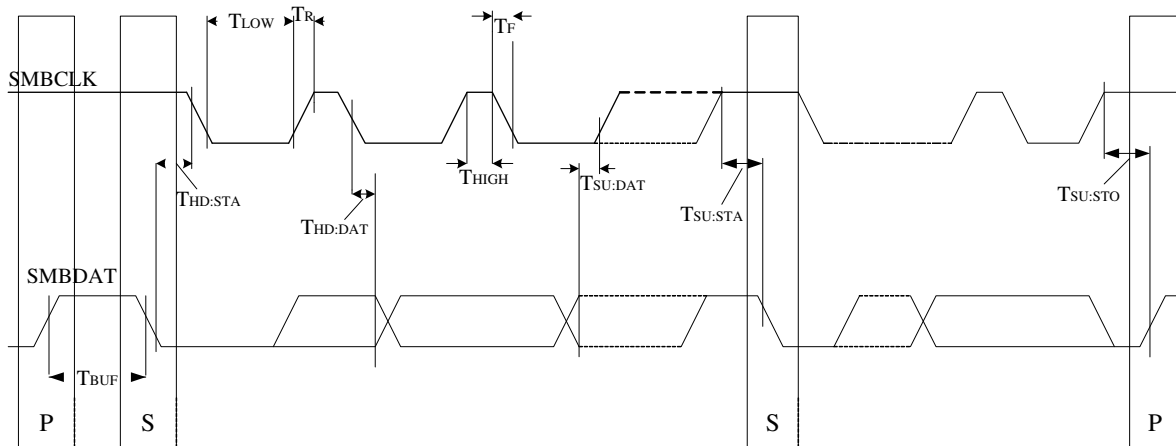 TLOW TR TF
SMBCLK
THIGH TSU:DAT
THD:STA TSU:STA TSU:STO
THD:DAT
SMBDAT
TBUF
P S S P